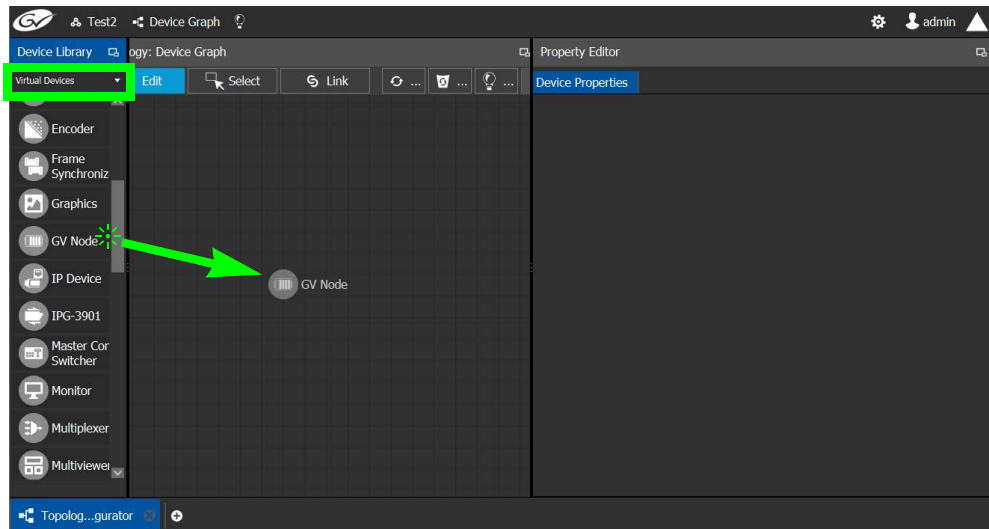 GV Test2 Device Graph admin
Device Library ogy: Device Graph Property Editor
Virtual Devices Edit Select Link ... ... ... Device Properties
Encoder
Frame
Synchroniz
Graphics
GV Node
GV Node
IP Device
IPG-3901
Master Cor
Switcher
Monitor
Multiplexer
Multiviewer
Topolog...gurator